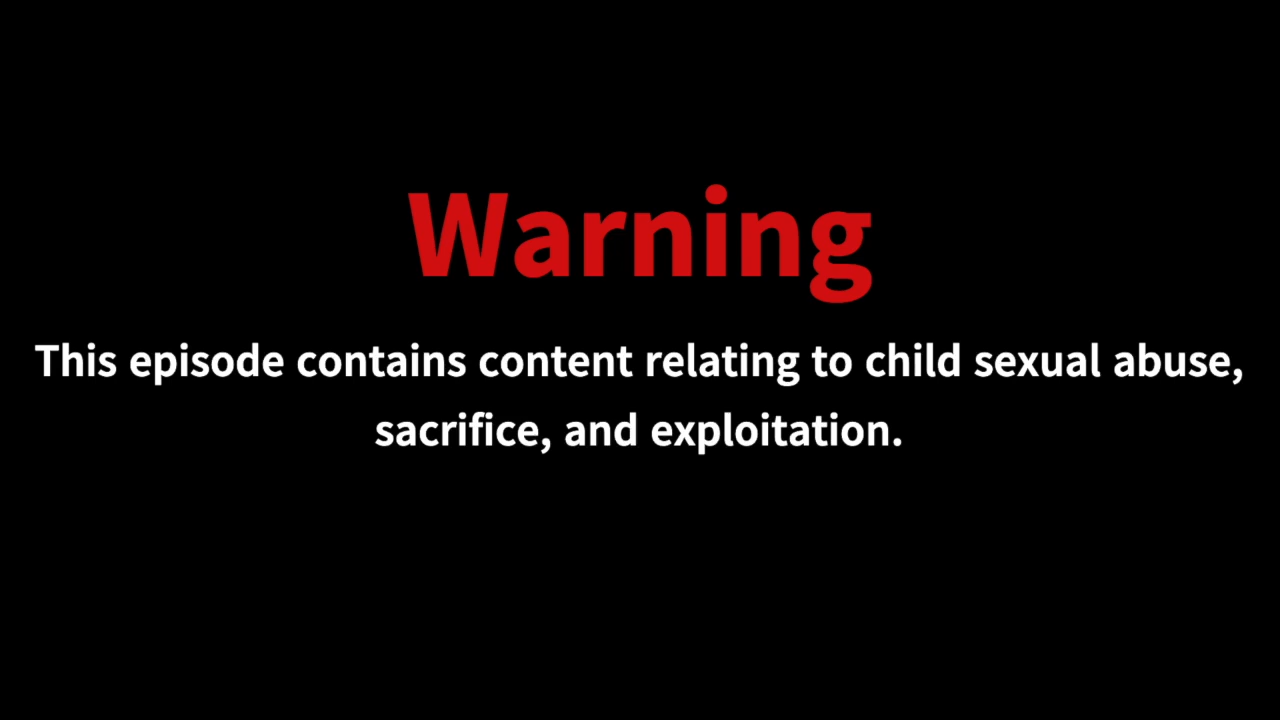 Warning
This episode contains content relating to child sexual abuse,
sacrifice, and exploitation.